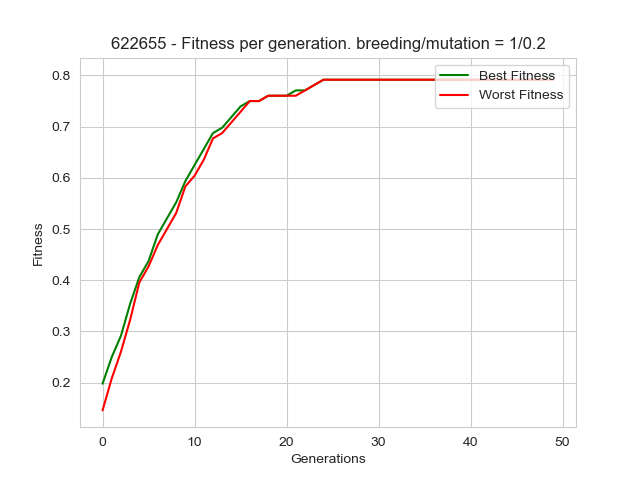 622655 - Fitness per generation. breeding/mutation = 1/0.2
Best Fitness
Worst Fitness
0.8
0.7
0.6
0.5
0.4
0.3
0.2
Fitness
0 10 20 30 40 50
Generations